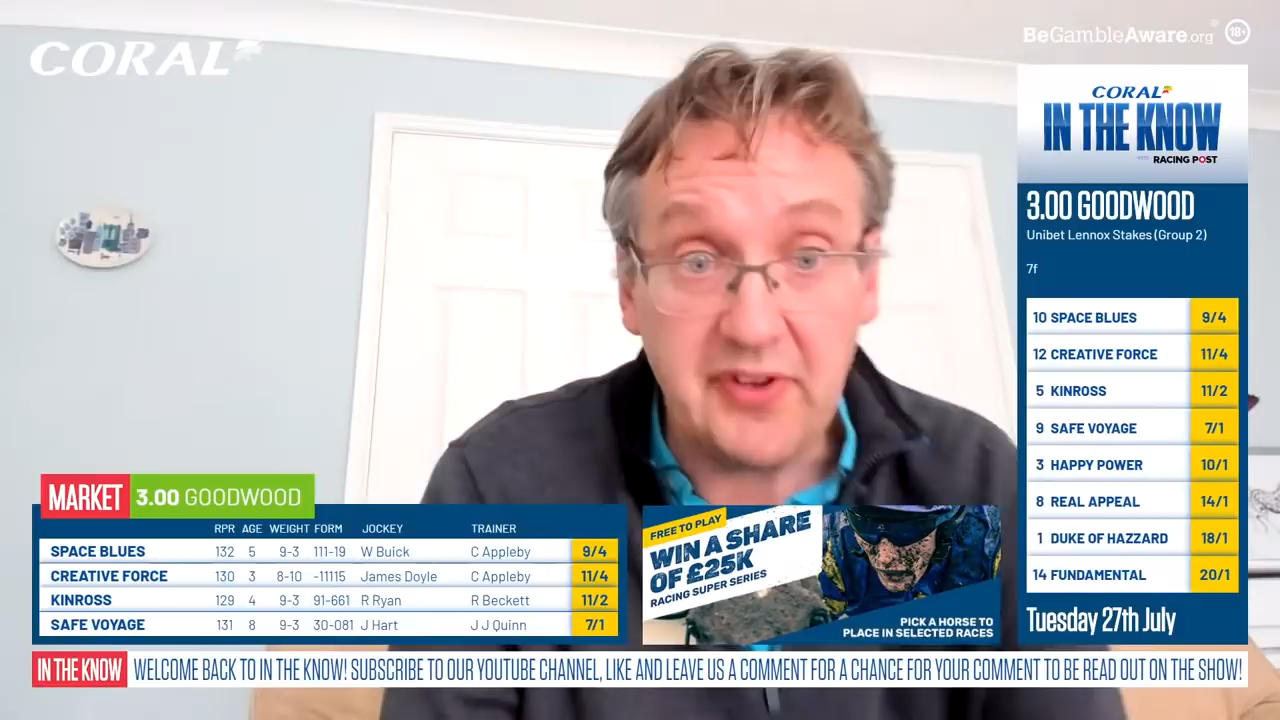 CORAL
BeGambleAware.org 18+
CORAL
IN THE KNOW
WITH RACING POST
3.00 GOODWOOD
Unibet Lennox Stakes (Group 2)
7f
10 SPACE BLUES 9/4
12 CREATIVE FORCE 11/4
5 KINROSS 11/2
9 SAFE VOYAGE 7/1
3 HAPPY POWER 10/1
8 REAL APPEAL 14/1
1 DUKE OF HAZZARD 18/1
14 FUNDAMENTAL 20/1
Tuesday 27th July
MARKET 3.00 GOODWOOD
RPR AGE WEIGHT FORM JOCKEY TRAINER
SPACE BLUES 132 5 9-3 111-19 W Buick C Appleby 9/4
CREATIVE FORCE 130 3 8-10 -11115 James Doyle C Appleby 11/4
KINROSS 129 4 9-3 91-661 R Ryan R Beckett 11/2
SAFE VOYAGE 131 8 9-3 30-081 J Hart J J Quinn 7/1
FREE TO PLAY
WIN A SHARE
OF £25K
RACING SUPER SERIES
PICK A HORSE TO
PLACE IN SELECTED RACES
IN THE KNOW WELCOME BACK TO IN THE KNOW! SUBSCRIBE TO OUR YOUTUBE CHANNEL, LIKE AND LEAVE US A COMMENT FOR A CHANCE FOR YOUR COMMENT TO BE READ OUT ON THE SHOW!